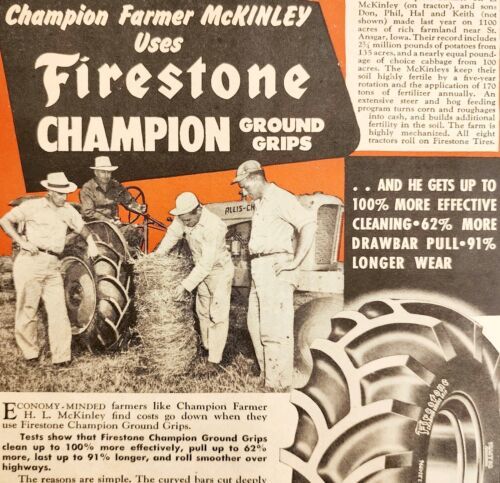 Champion Farmer McKINLEY
Uses
Firestone
CHAMPION GROUND
GRIPS
McKinley (on tractor), and sons
Don, Phil, Hal and Keith (not
shown) made last year on 1100
acres of rich farmland near St.
Ansgar, Iowa. Their record includes
2¼ million pounds of potatoes from
135 acres, and a nearly equal pound-
age of choice cabbage from 100
acres. The McKinleys keep their
soil highly fertile by a five-year
rotation and the application of 170
tons of fertilizer annually. An
extensive steer and hog feeding
program turns corn and roughages
into cash, and builds additional
fertility in the soil. The farm is
highly mechanized. All eight
tractors roll on Firestone Tires.
ALLIS-CH
. . AND HE GETS UP TO
100% MORE EFFECTIVE
CLEANING•62% MORE
DRAWBAR PULL•91%
LONGER WEAR
Firestone
ECONOMY-MINDED farmers like Champion Farmer
H. L. McKinley find costs go down when they
use Firestone Champion Ground Grips.
Tests show that Firestone Champion Ground Grips
clean up to 100% more effectively, pull up to 62%
more, last up to 91% longer, and roll smoother over
highways.
The reasons are simple. The curved bars cut deeply